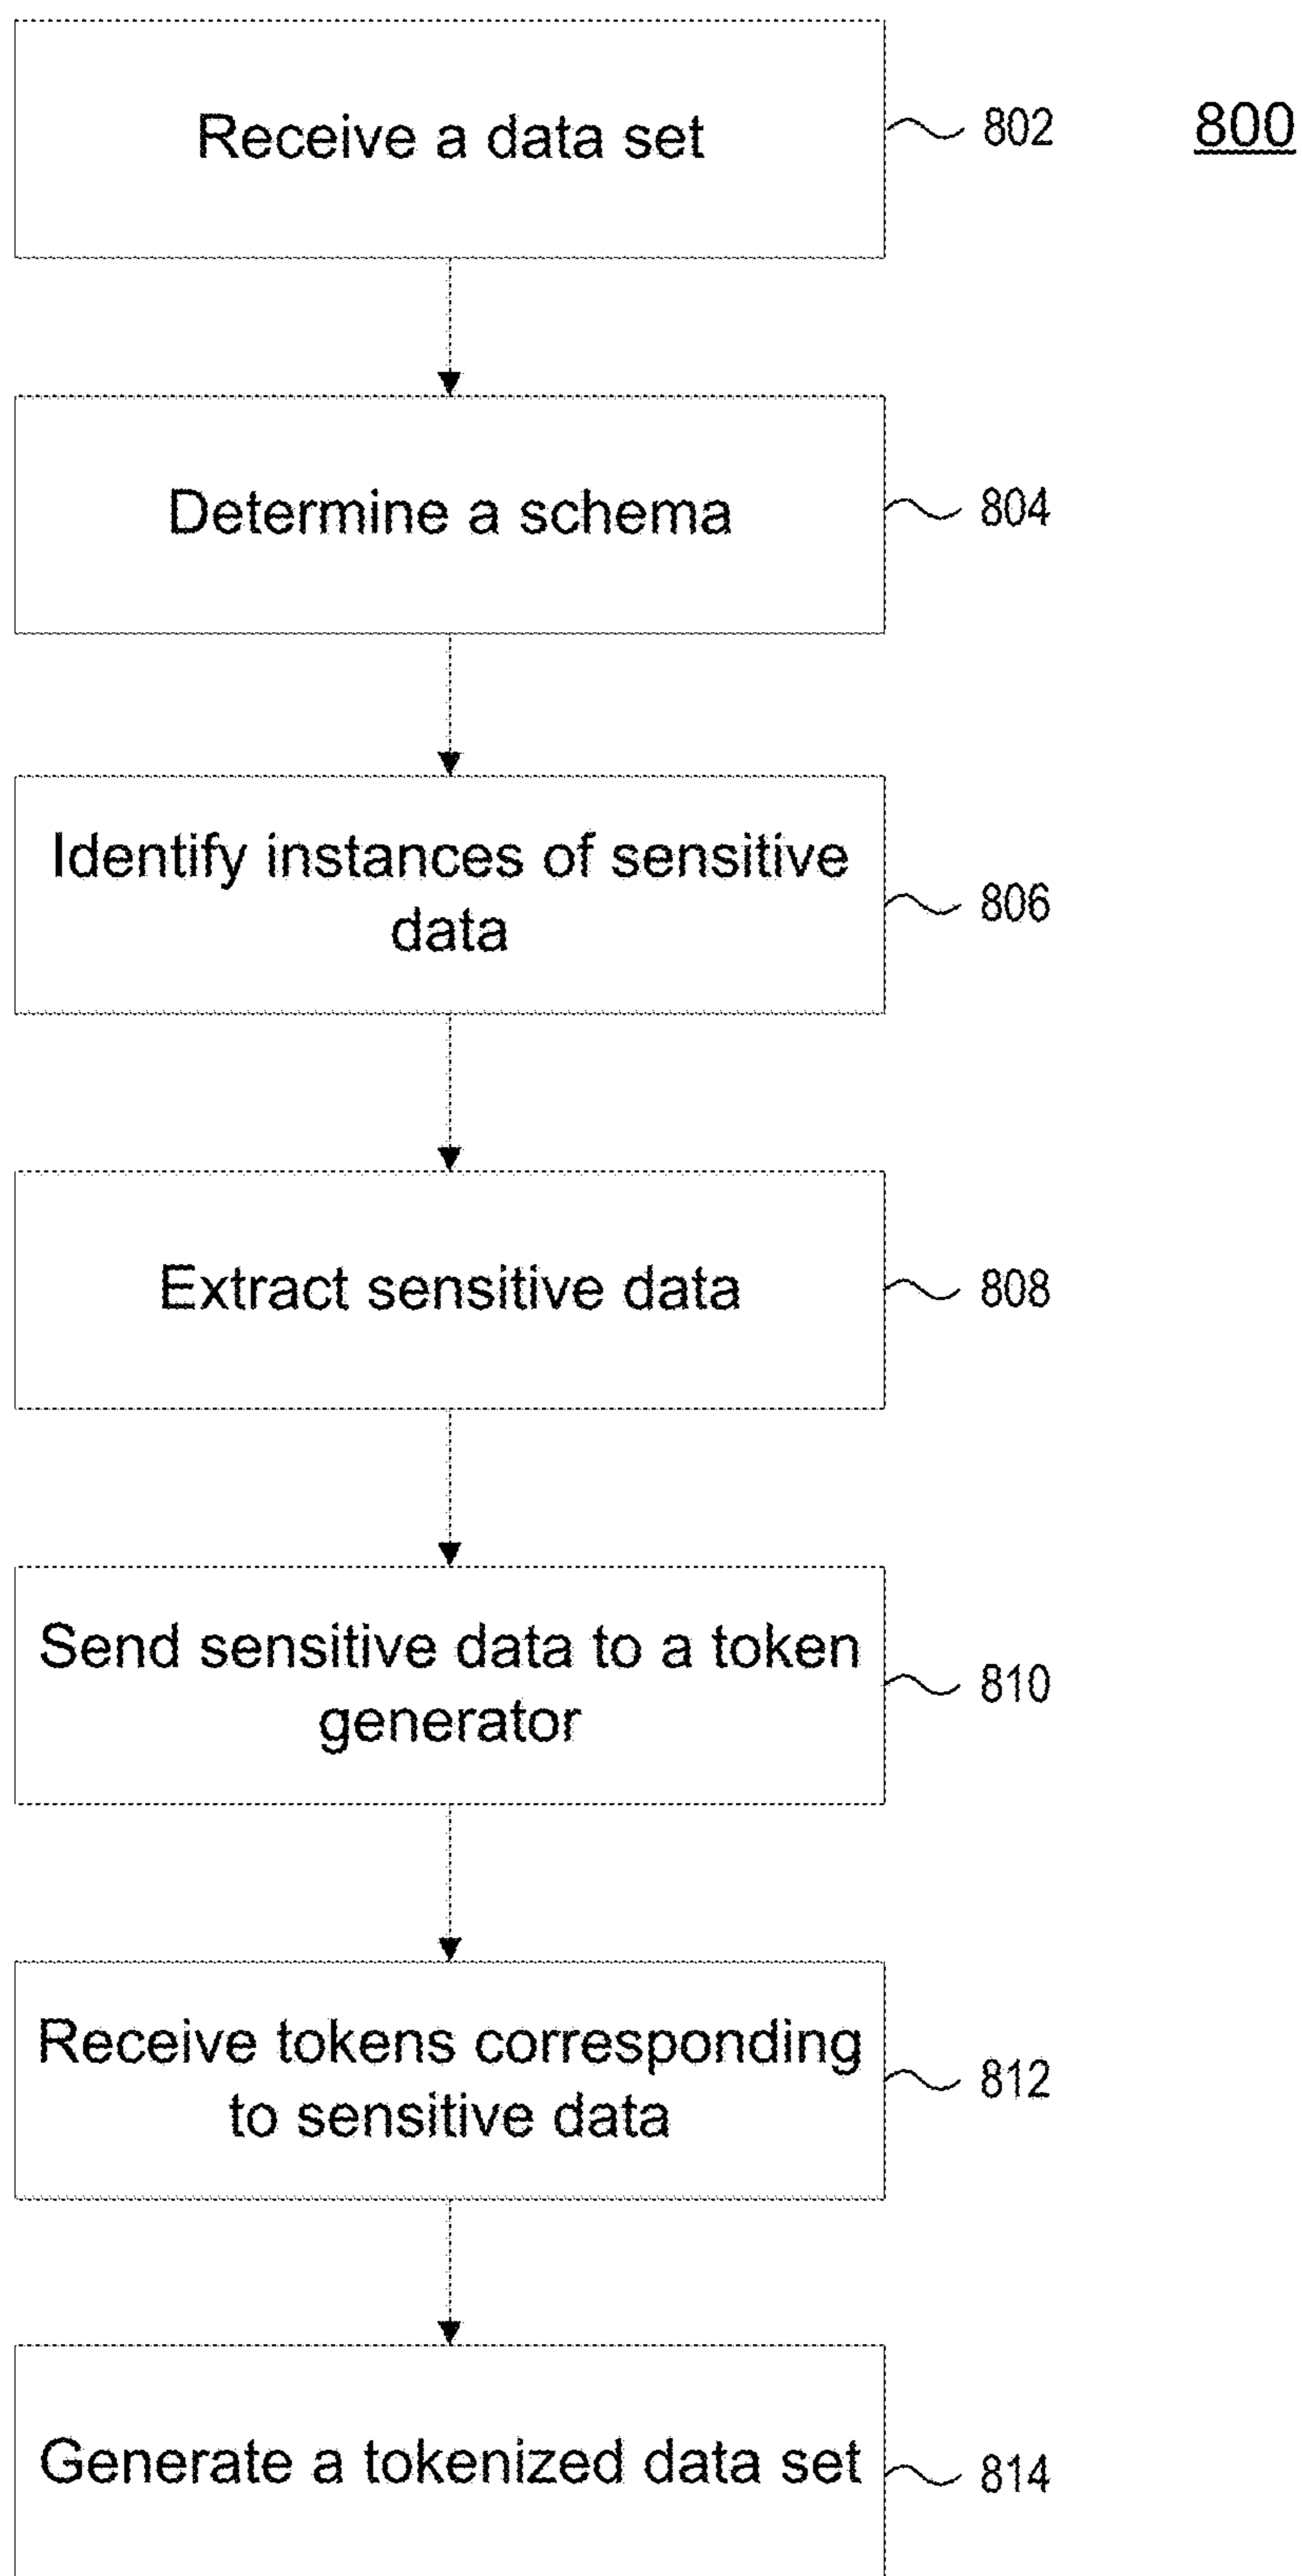 Receive a data set
802
800
Determine a schema
804
Identify instances of sensitive
data
806
Extract sensitive data
808
Send sensitive data to a token
generator
810
Receive tokens corresponding
to sensitive data
812
Generate a tokenized data set
814